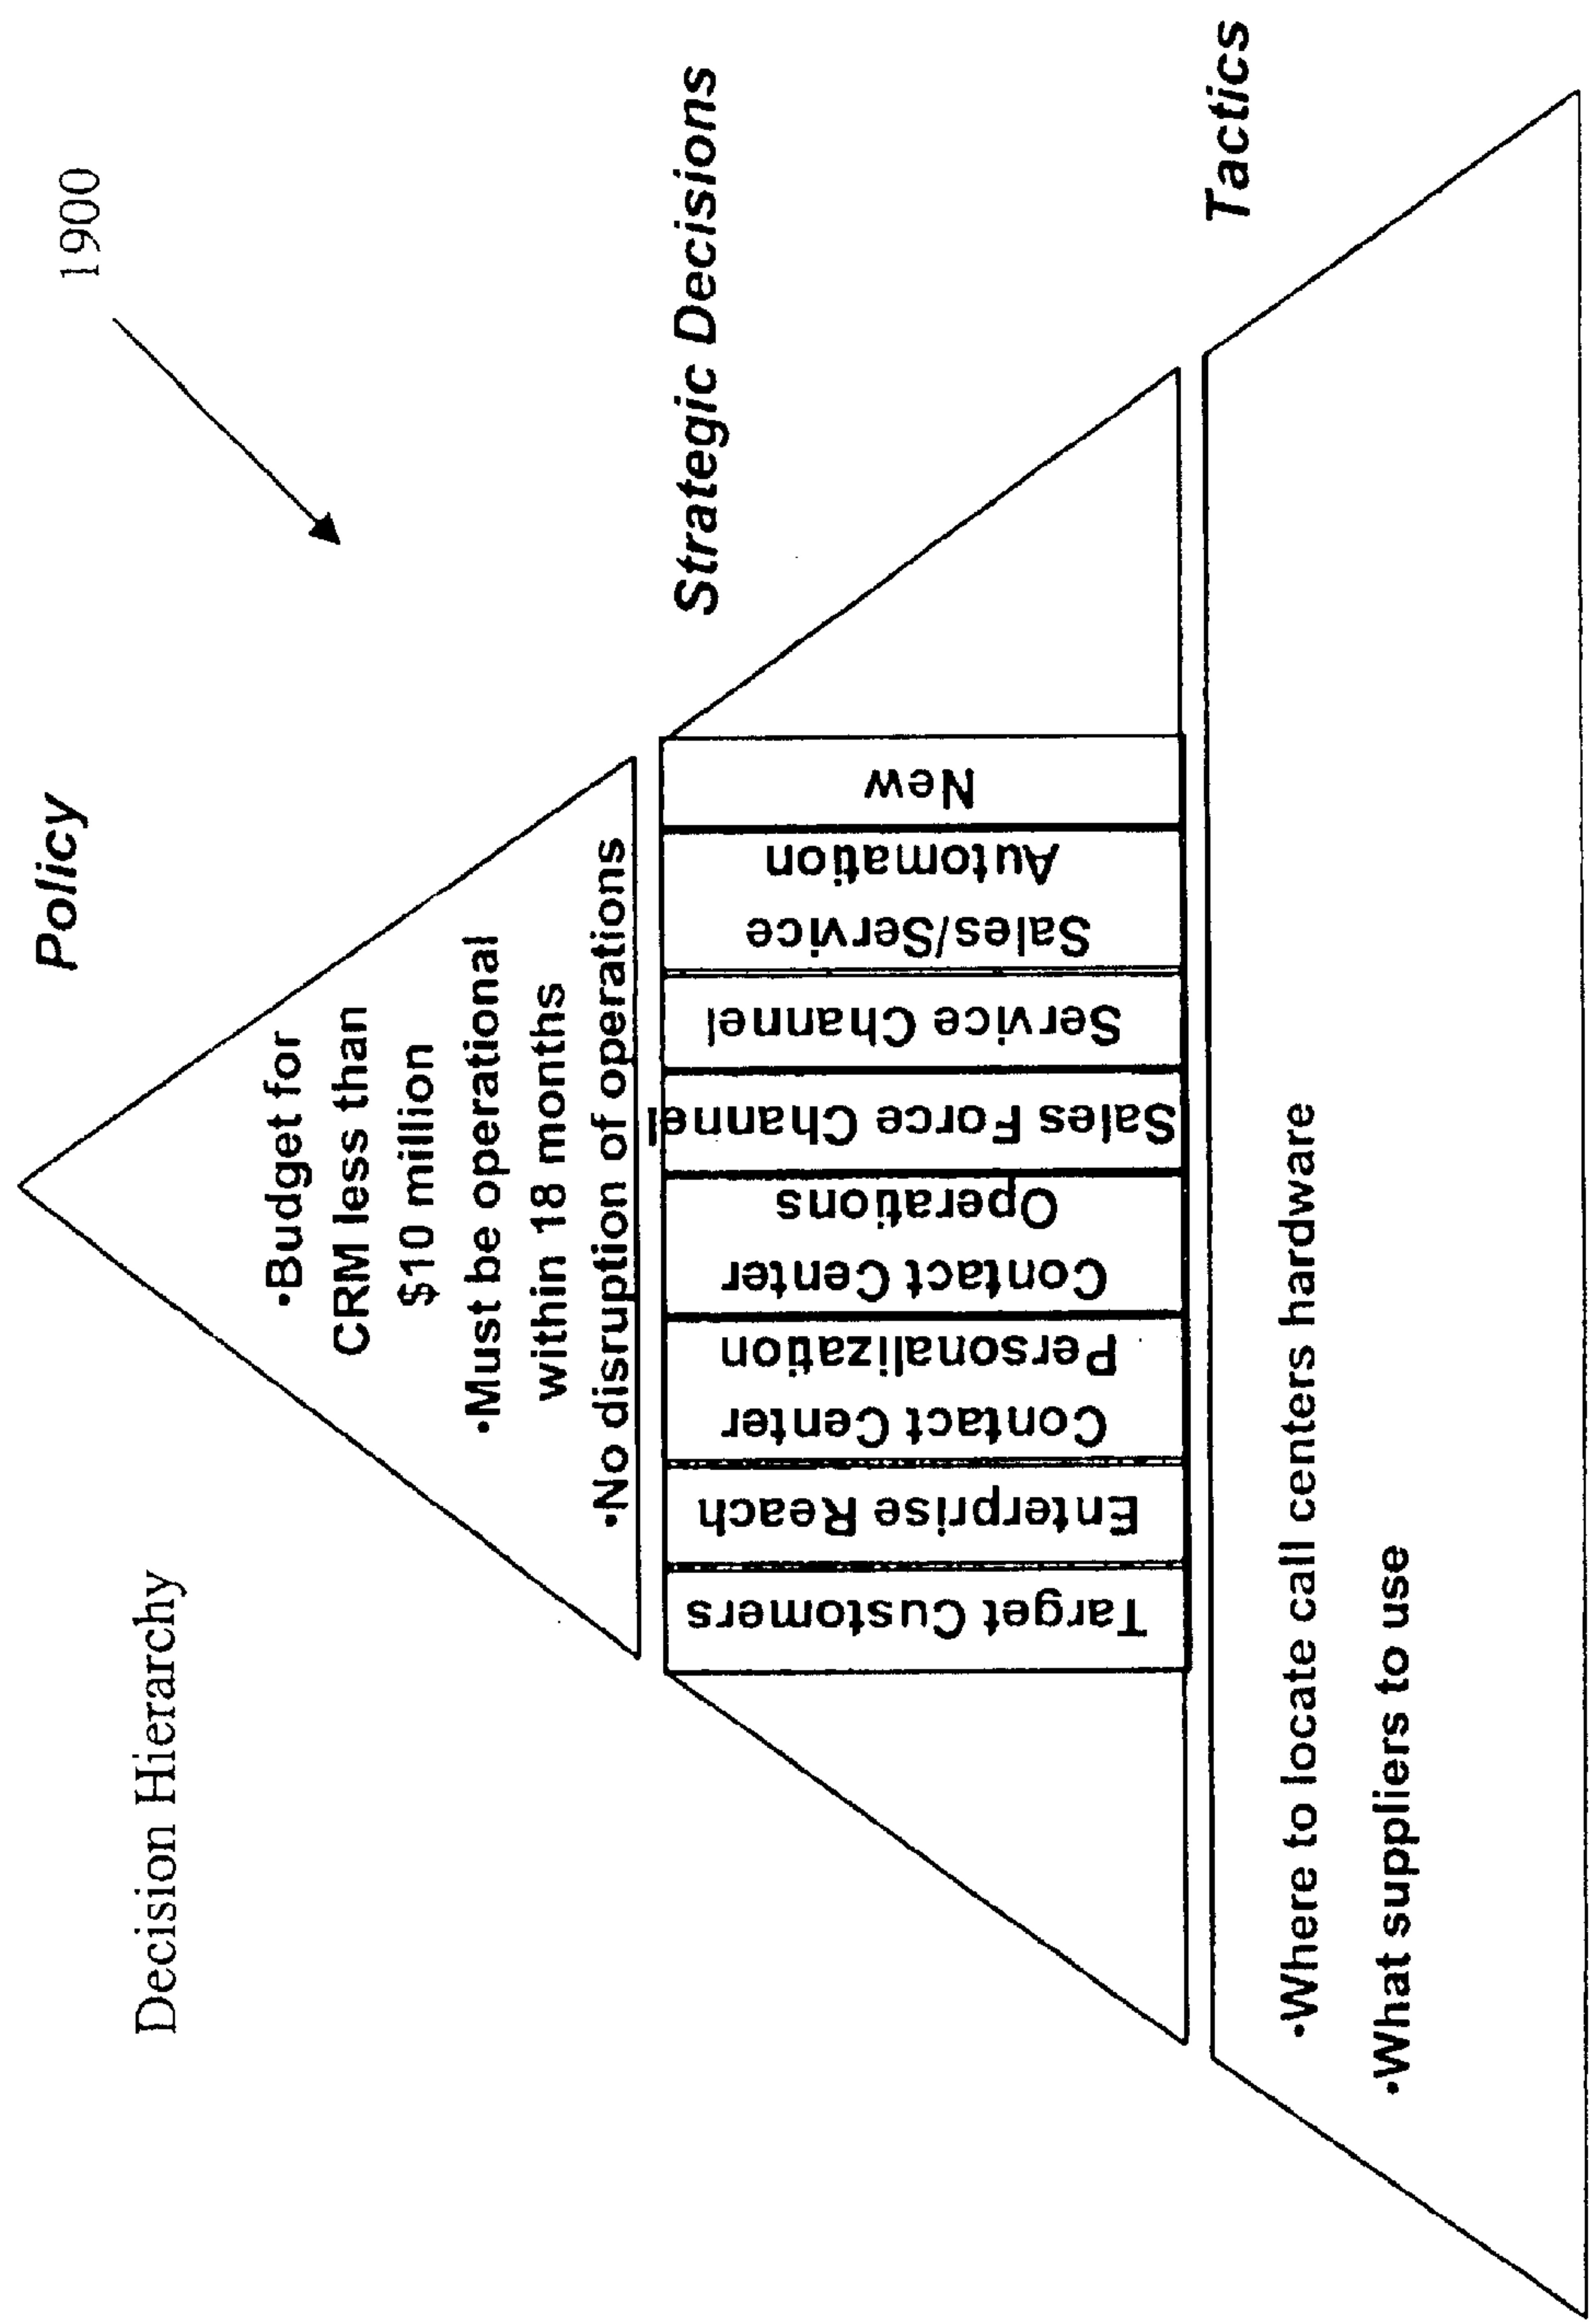 Decision Hierarchy
1900
Policy
•Budget for
CRM less than
$10 million
•Must be operational
within 18 months
•No disruption of operations
Strategic Decisions
Target Customers
Enterprise Reach
Contact Center
Personalization
Contact Center
Operations
Sales Force Channel
Service Channel
Sales/Service
Automation
New
Tactics
•Where to locate call centers hardware
•What suppliers to use